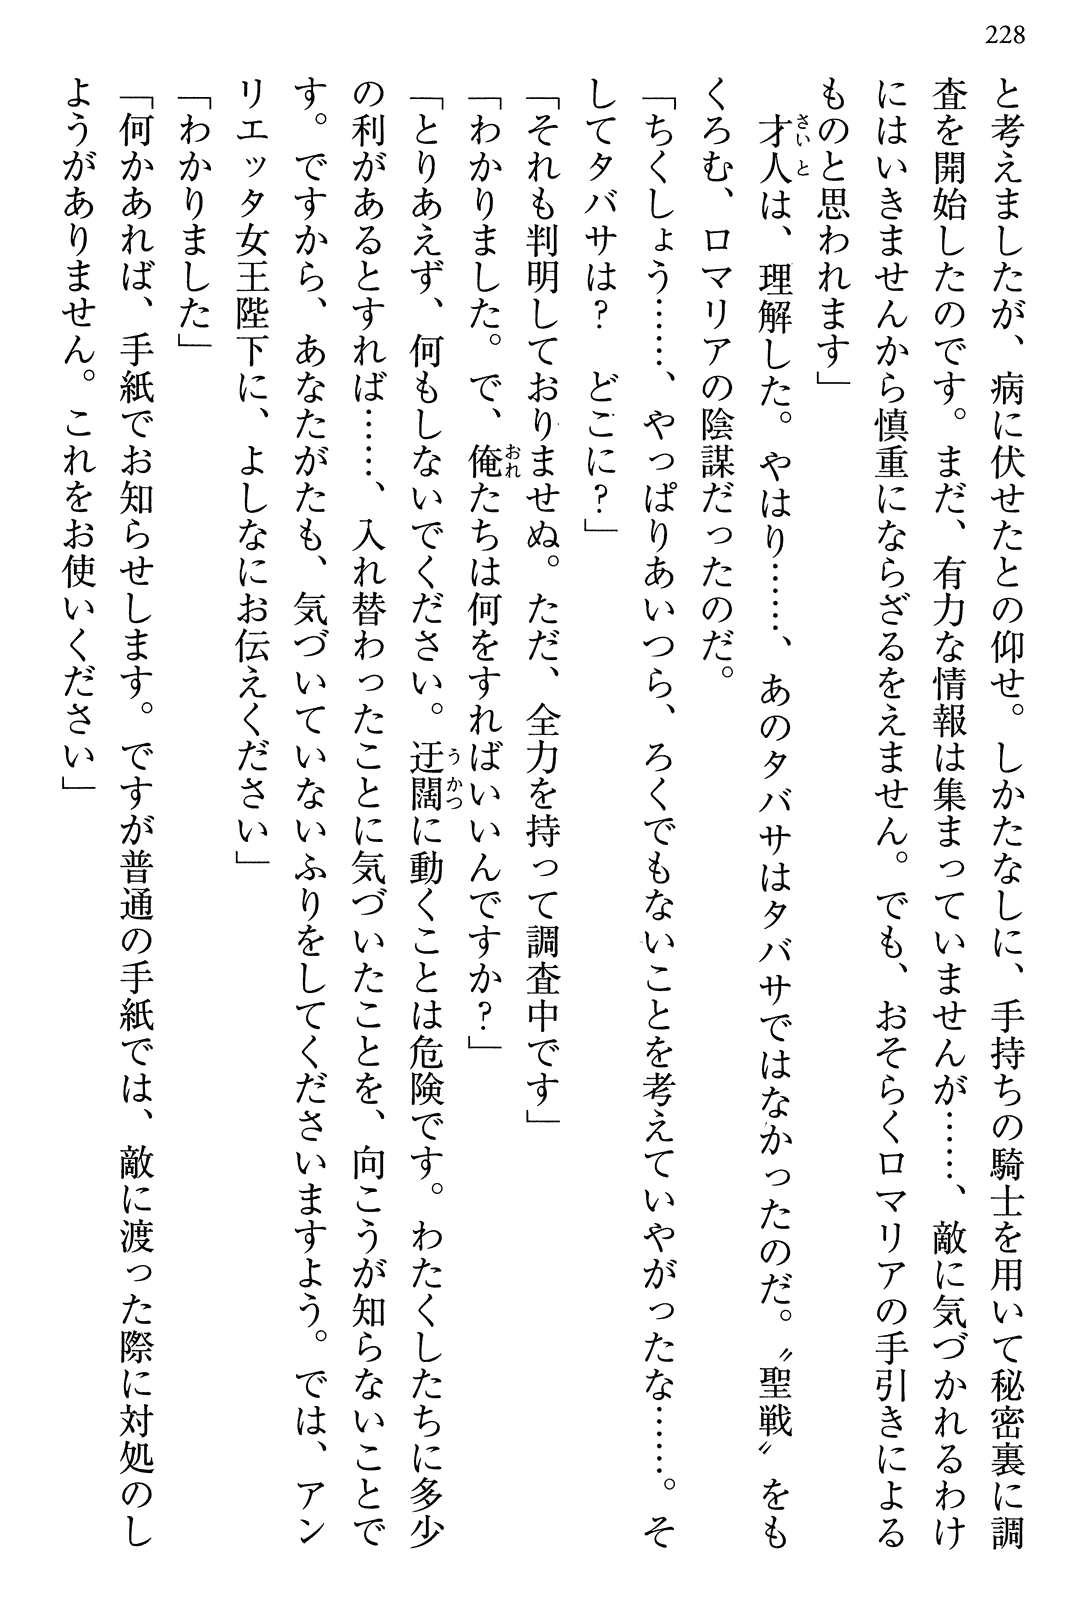 228
と考えましたが、病に伏せたとの仰せ。しかたなしに、手持ちの騎士を用いて秘密裏に調
査を開始したのです。まだ、有力な情報は集まっていませんが……、敵に気づかれるわけ
にはいきませんから慎重にならざるをえません。でも、おそらくロマリアの手引きによる
ものと思われます」
　才人は、理解した。やはり……、あのタバサはタバサではなかったのだ。〝聖戦〟をも
くろむ、ロマリアの陰謀だったのだ。
「ちくしょう……、やっぱりあいつら、ろくでもないことを考えていやがったな……。そ
してタバサは？　どこに？」
「それも判明しておりませぬ。ただ、全力を持って調査中です」
「わかりました。で、俺たちは何をすればいいんですか？」
「とりあえず、何もしないでください。迂闊に動くことは危険です。わたくしたちに多少
の利があるとすれば……、入れ替わったことに気づいたことを、向こうが知らないことで
す。ですから、あなたがたも、気づいていないふりをしてくださいますよう。では、アン
リエッタ女王陛下に、よしなにお伝えください」
「わかりました」
「何かあれば、手紙でお知らせします。ですが普通の手紙では、敵に渡った際に対処のし
ようがありません。これをお使いください」
さいと
おれ
うかつ